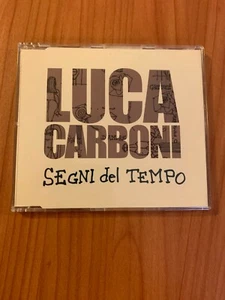 LUCA
CARBONI
SEGNI del TEMPO